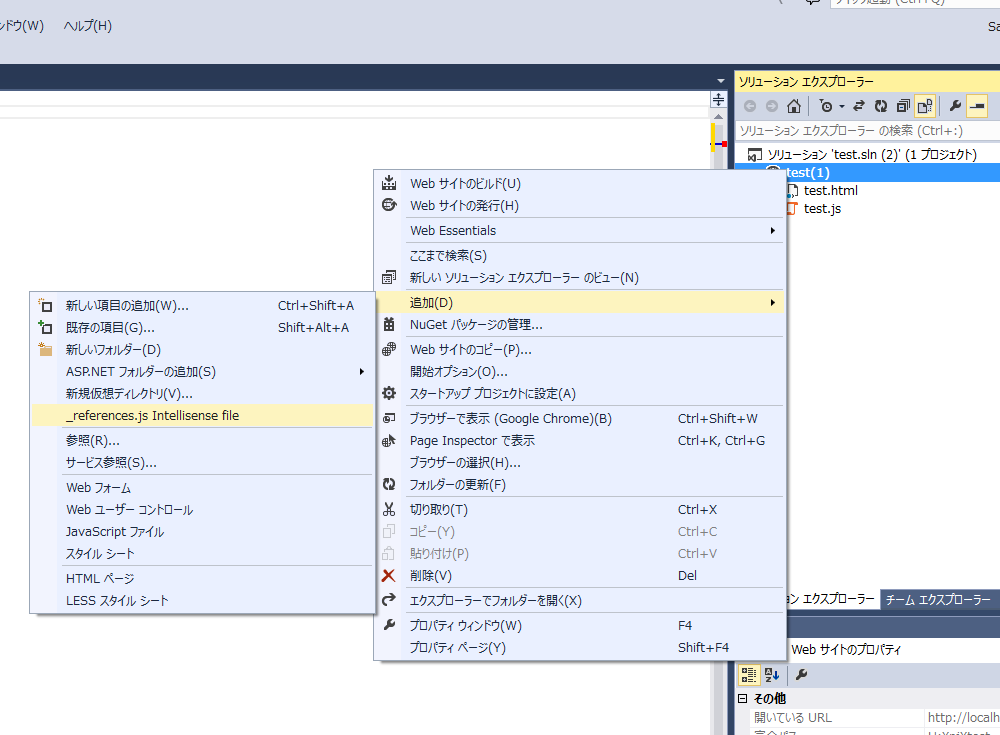 ンドウ(W) ヘルプ(H)
ソリューション エクスプローラー
ソリューション エクスプローラー の検索 (Ctrl+:)
ソリューション 'test.sln (2)' (1 プロジェクト)
test(1)
test.html
test.js
Web サイトのビルド(U)
Web サイトの発行(H)
Web Essentials
ここまで検索(S)
新しい ソリューション エクスプローラー のビュー(N)
追加(D)
NuGet パッケージの管理...
Web サイトのコピー(P)...
開始オプション(O)...
スタートアップ プロジェクトに設定(A)
ブラウザーで表示 (Google Chrome)(B) Ctrl+Shift+W
Page Inspector で表示 Ctrl+K, Ctrl+G
ブラウザーの選択(H)...
フォルダーの更新(F)
切り取り(T) Ctrl+X
コピー(Y) Ctrl+C
貼り付け(P) Ctrl+V
削除(V) Del
エクスプローラーでフォルダーを開く(X)
プロパティ ウィンドウ(W) F4
プロパティ ページ(Y) Shift+F4
新しい項目の追加(W)... Ctrl+Shift+A
既存の項目(G)... Shift+Alt+A
新しいフォルダー(D)
ASP.NET フォルダーの追加(S)
新規仮想ディレクトリ(V)...
_references.js Intellisense file
参照(R)...
サービス参照(S)...
Web フォーム
Web ユーザー コントロール
JavaScript ファイル
スタイル シート
HTML ページ
LESS スタイル シート
ン エクスプローラー チーム エクスプローラー
Web サイトのプロパティ
その他
開いている URL http://localh